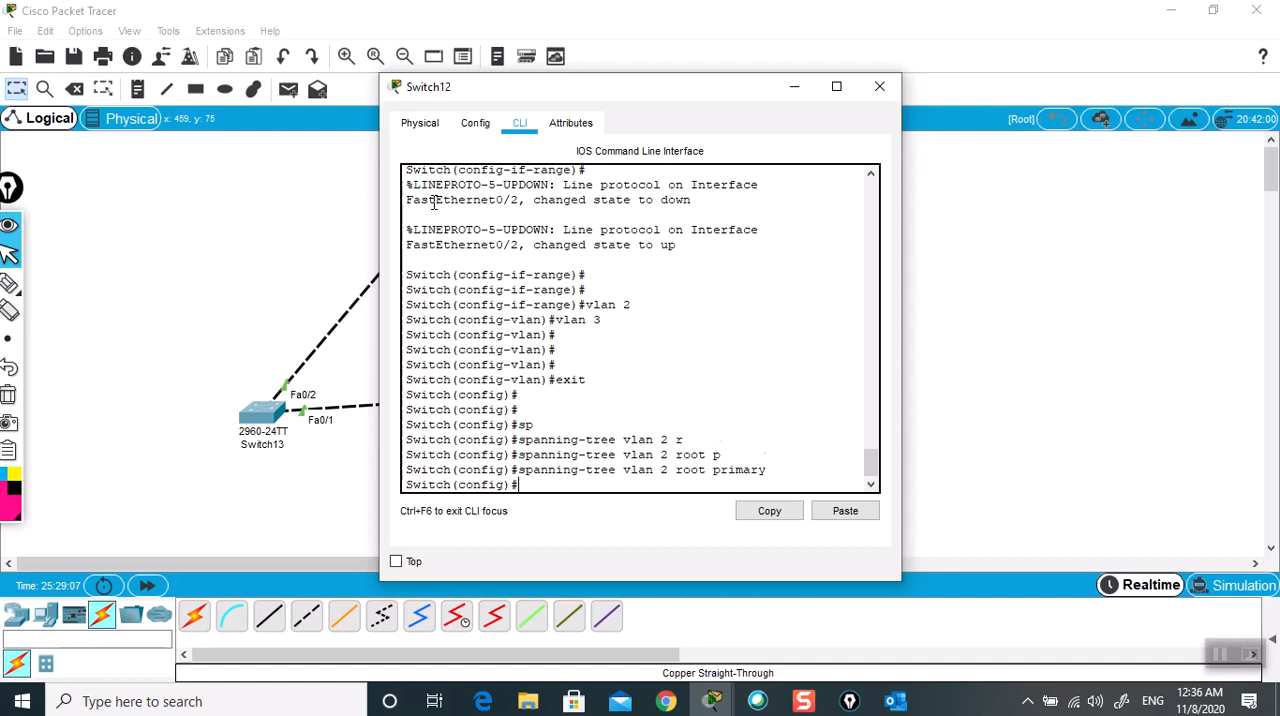 Cisco Packet Tracer
File Edit Options View Tools Extensions Help
Logical Physical x: 459, y: 75 [Root] 20:42:00
Switch12
Physical Config CLI Attributes
IOS Command Line Interface
Switch(config-if-range)#
%LINEPROTO-5-UPDOWN: Line protocol on Interface
FastEthernet0/2, changed state to down
%LINEPROTO-5-UPDOWN: Line protocol on Interface
FastEthernet0/2, changed state to up
Switch(config-if-range)#
Switch(config-if-range)#
Switch(config-if-range)#vlan 2
Switch(config-vlan)#vlan 3
Switch(config-vlan)#
Switch(config-vlan)#
Switch(config-vlan)#
Switch(config-vlan)#exit
Switch(config)#
Switch(config)#
Switch(config)#sp
Switch(config)#spanning-tree vlan 2 r
Switch(config)#spanning-tree vlan 2 root p
Switch(config)#spanning-tree vlan 2 root primary
Switch(config)#
Ctrl+F6 to exit CLI focus
Copy Paste
Top
Fa0/2
Fa0/1
2960-24TT
Switch13
Time: 25:29:07 Realtime Simulation
Copper Straight-Through
Type here to search
ENG
12:36 AM
11/8/2020